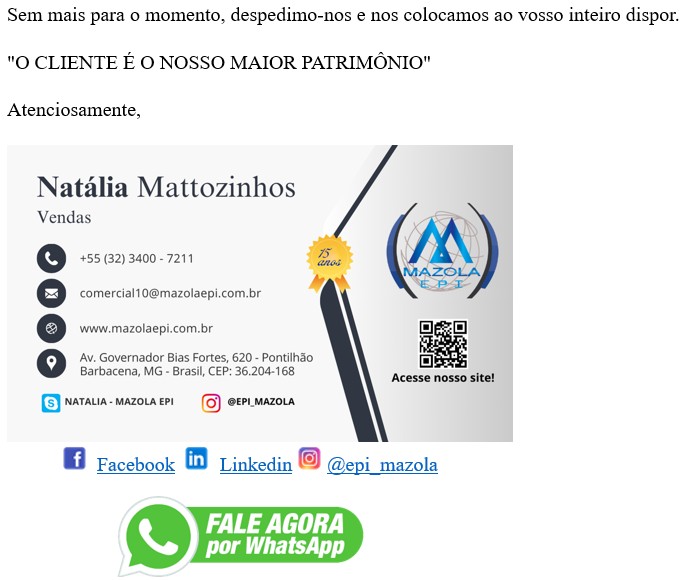 Sem mais para o momento, despedimo-nos e nos colocamos ao vosso inteiro dispor.
"O CLIENTE É O NOSSO MAIOR PATRIMÔNIO"
Atenciosamente,
Natália Mattozinhos
Vendas
+55 (32) 3400 - 7211
comercial10@mazolaepi.com.br
www.mazolaepi.com.br
Av. Governador Bias Fortes, 620 - Pontilhão
Barbacena, MG - Brasil, CEP: 36.204-168
NATALIA - MAZOLA EPI
@EPI_MAZOLA
15
anos
MAZOLA
EPI
Acesse nosso site!
Facebook Linkedin @epi_mazola
FALE AGORA
por WhatsApp